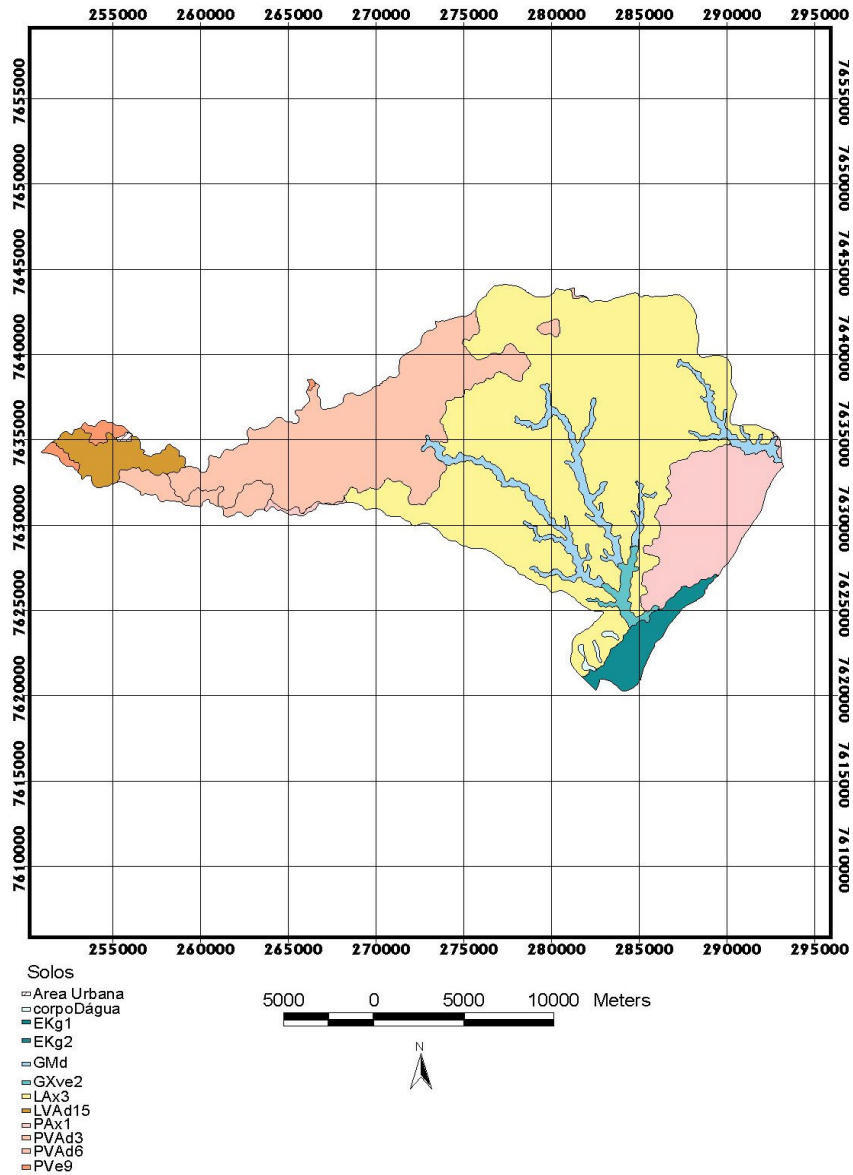 255000 260000 265000 270000 275000 280000 285000 290000 295000
7655000 7655000
7650000 7650000
7645000 7645000
7640000 7640000
7635000 7635000
7630000 7630000
7625000 7625000
7620000 7620000
7615000 7615000
7610000 7610000
255000 260000 265000 270000 275000 280000 285000 290000 295000
Solos
Area Urbana
corpoDágua
EKg1
EKg2
GMd
GXve2
LAx3
LVAd15
PAx1
PVAd3
PVAd6
PVe9
5000 0 5000 10000 Meters
N